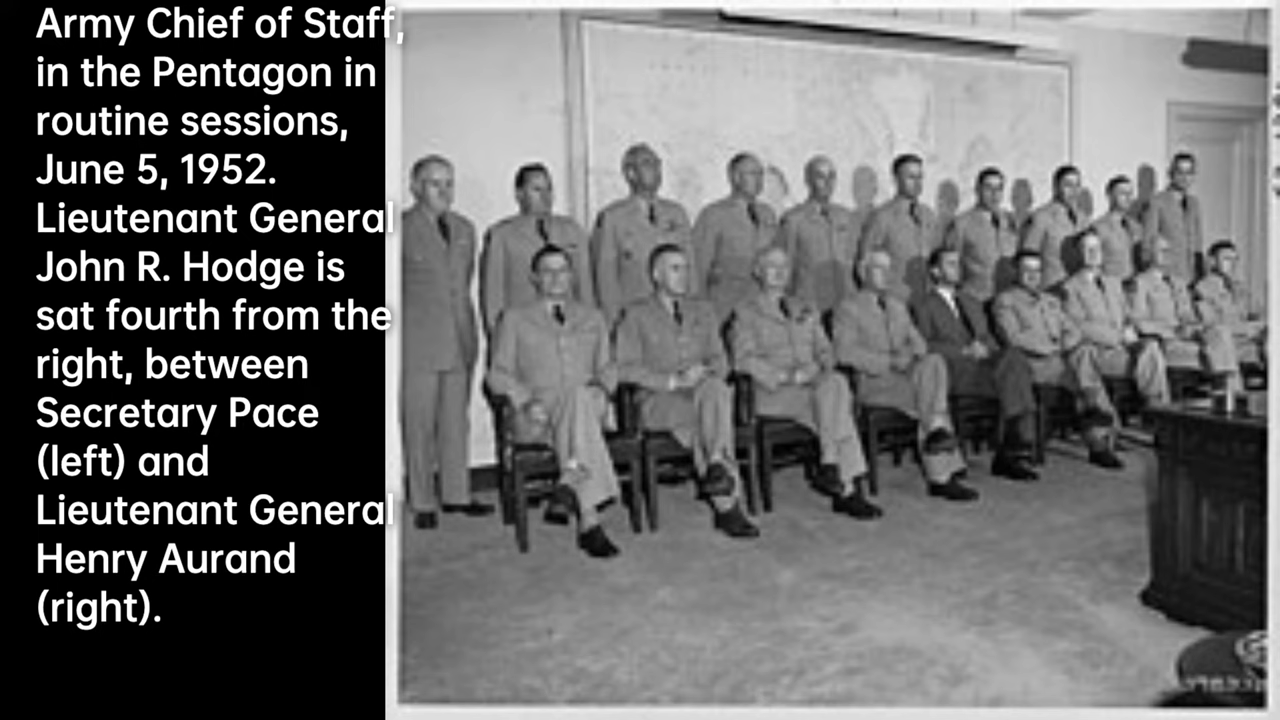 Army Chief of Staff,
in the Pentagon in
routine sessions,
June 5, 1952.
Lieutenant General
John R. Hodge is
sat fourth from the
right, between
Secretary Pace
(left) and
Lieutenant General
Henry Aurand
(right).